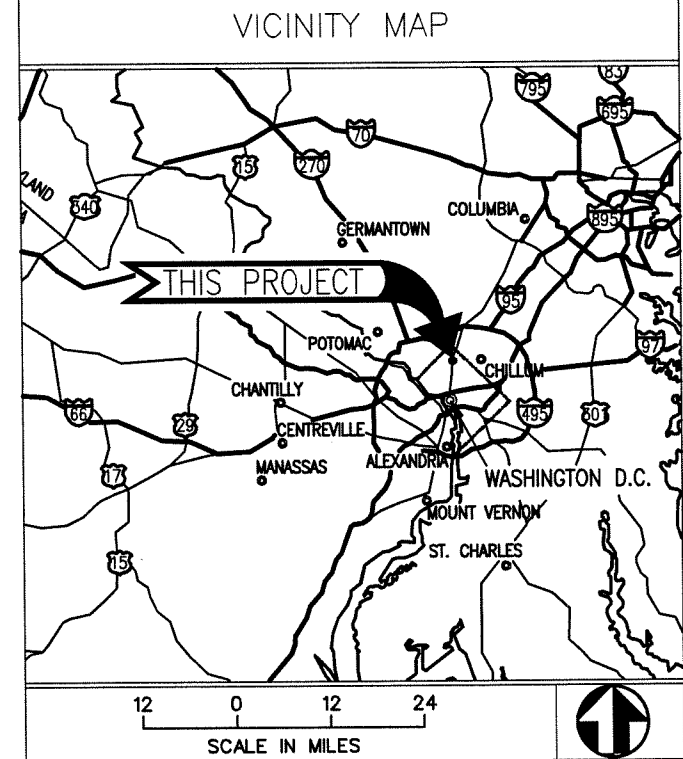 VICINITY MAP
83
795
695
70
15
270
340
COLUMBIA
895
GERMANTOWN
THIS PROJECT
95
POTOMAC
97
CHILLUM
CHANTILLY
66
29
495
301
CENTREVILLE
ALEXANDRIA
MANASSAS
17
WASHINGTON D.C.
MOUNT VERNON
ST. CHARLES
15
12 0 12 24
SCALE IN MILES